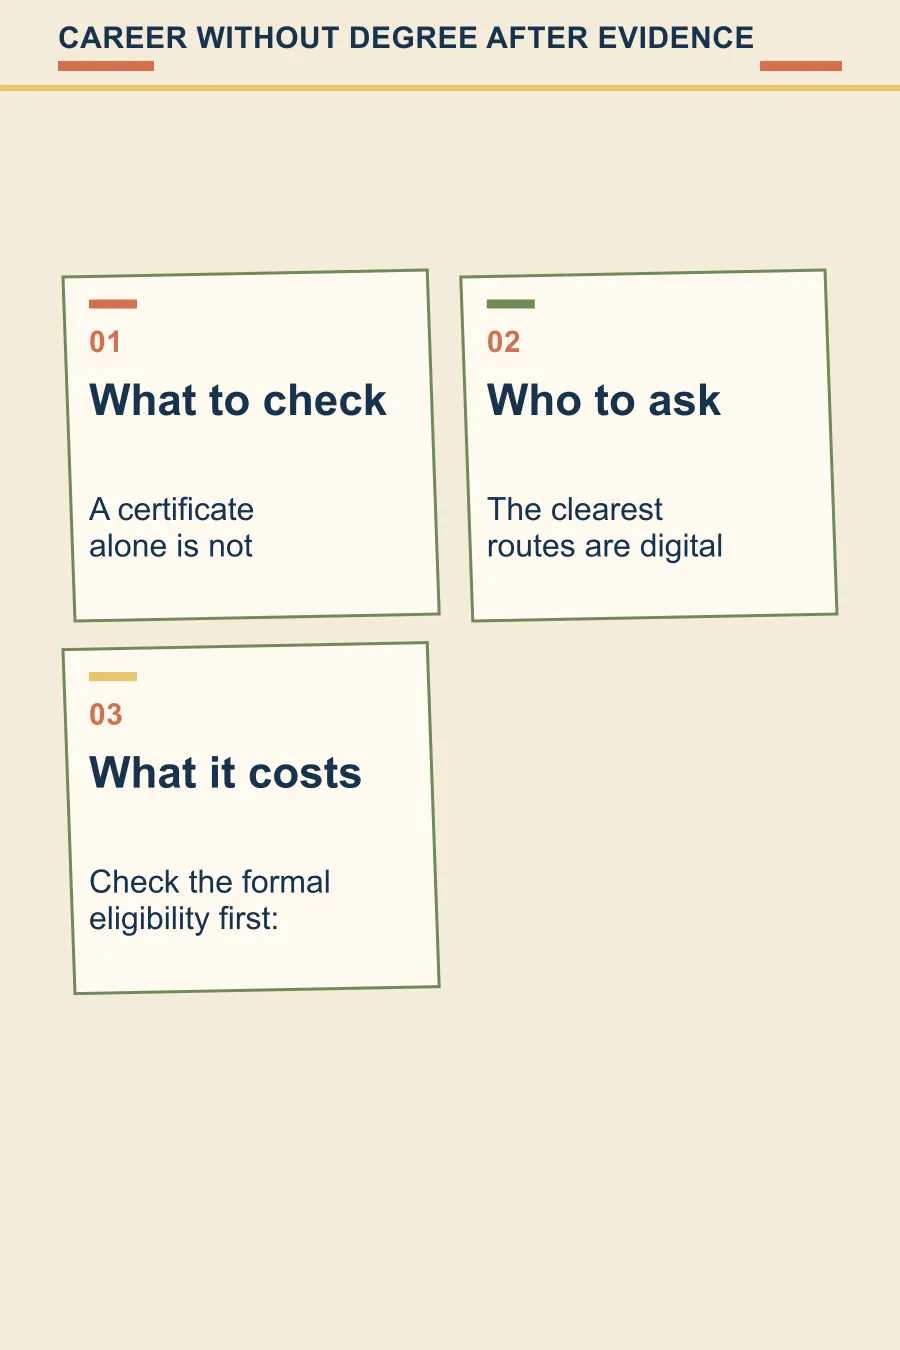 CAREER WITHOUT DEGREE AFTER EVIDENCE
01
What to check
A certificate
alone is not
02
Who to ask
The clearest
routes are digital
03
What it costs
Check the formal
eligibility first: